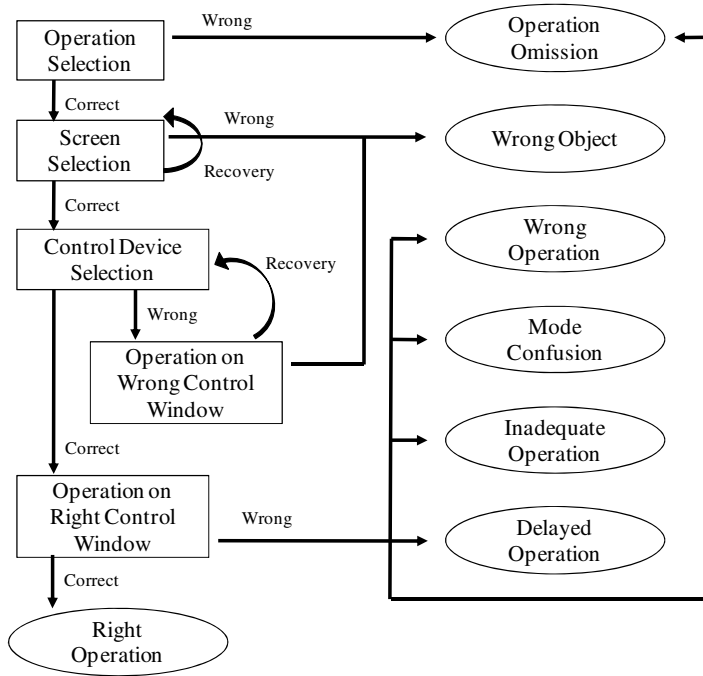 Operation
Selection
Wrong
Operation
Omission
Correct
Screen
Selection
Wrong
Recovery
Wrong Object
Correct
Control Device
Selection
Recovery
Wrong
Operation
Wrong
Operation on
Wrong Control
Window
Mode
Confusion
Correct
Inadequate
Operation
Operation on
Right Control
Window
Wrong
Delayed
Operation
Correct
Right
Operation